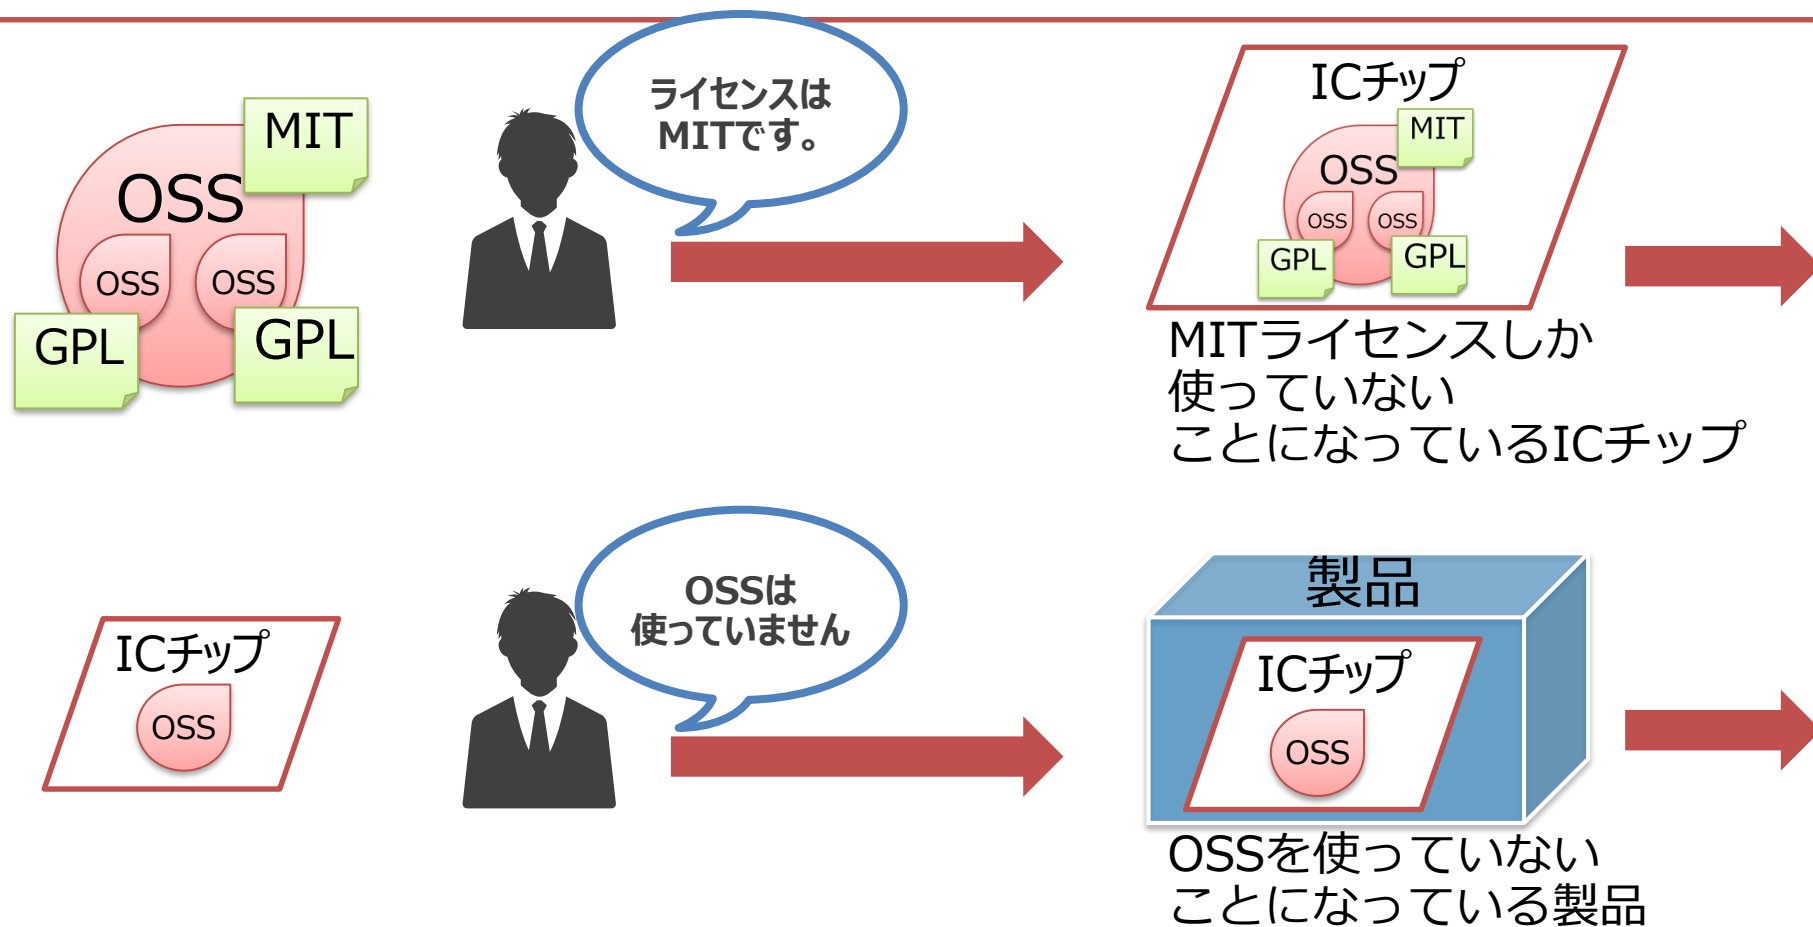 MIT
OSS
OSS
OSS
GPL
GPL
ライセンスは
MITです。
ICチップ
MIT
OSS
OSS
OSS
GPL
GPL
MITライセンスしか
使っていない
ことになっているICチップ
ICチップ
OSS
OSSは
使っていません
製品
ICチップ
OSS
OSSを使っていない
ことになっている製品